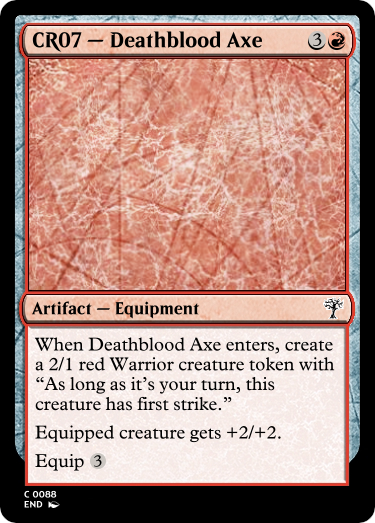 CR07 — Deathblood Axe 3
Artifact — Equipment
When Deathblood Axe enters, create
a 2/1 red Warrior creature token with
“As long as it’s your turn, this
creature has first strike.”
Equipped creature gets +2/+2.
Equip 3
C 0088
END